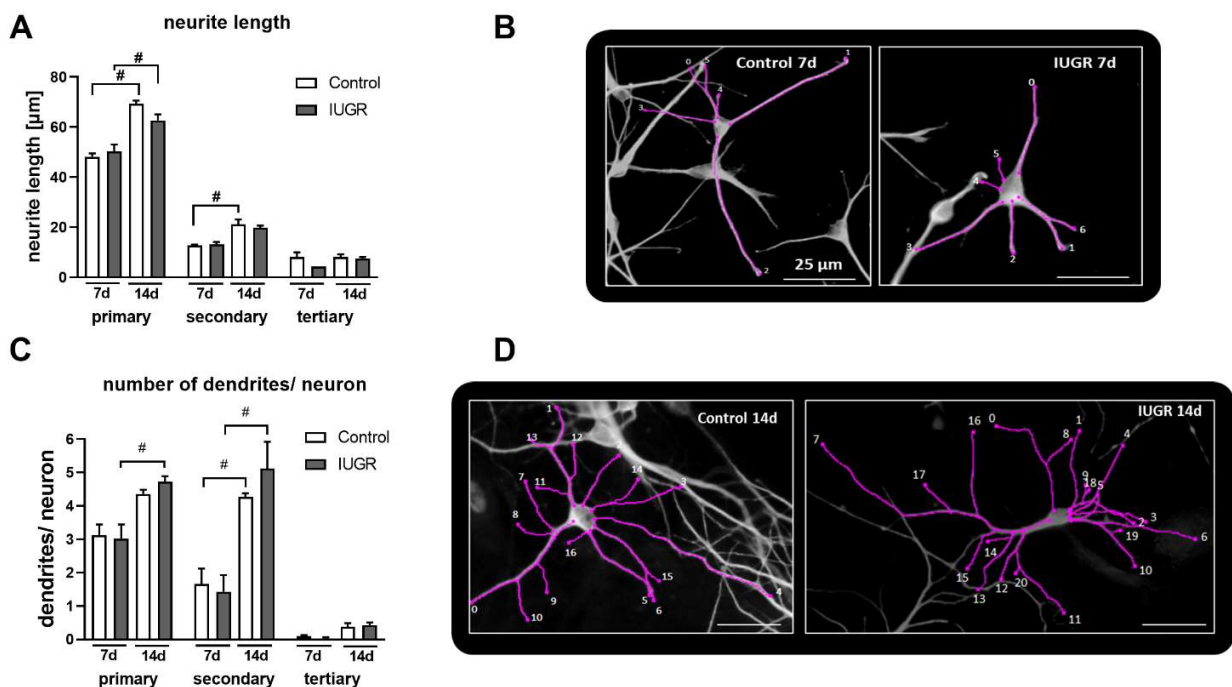 A
neurite length
#
#
Control
IUGR
neurite length [µm]
80
60
40
20
0
#
7d 14d 7d 14d 7d 14d
primary secondary tertiary
B
Control 7d
0 5 1
4
3
2
25 µm
IUGR 7d
0
5
4
3
2
1
6
C
number of dendrites/ neuron
#
#
#
#
Control
IUGR
dendrites/ neuron
6
5
4
3
2
1
0
7d 14d 7d 14d 7d 14d
primary secondary tertiary
D
Control 14d
1
13 12
7 11 14 3
8
16
15
0 10 9 5 6 4
IUGR 14d
7 16 0 8 1 4
17 9 18 5
3 2 19 6
14
15 13 12 20 10
11